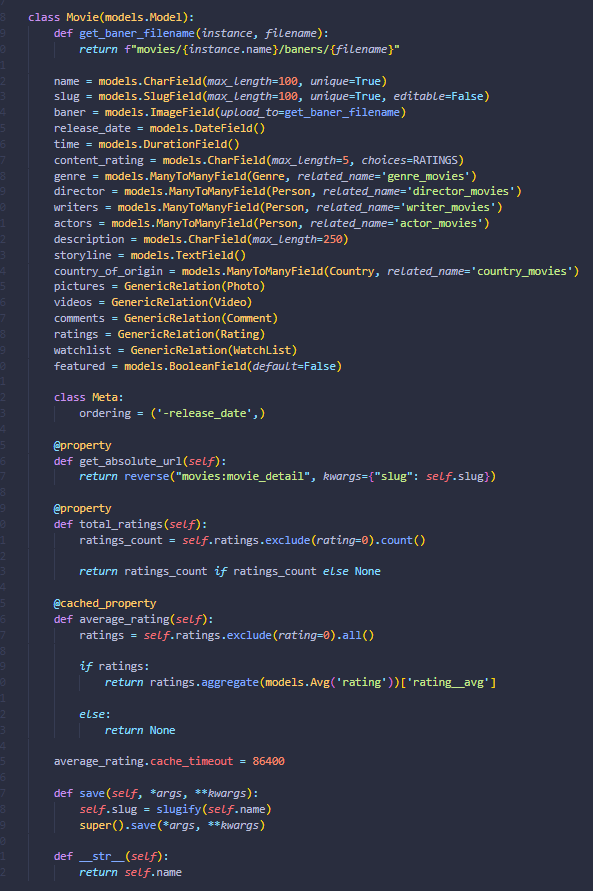 class Movie(models.Model):
    def get_baner_filename(instance, filename):
        return f"movies/{instance.name}/baners/{filename}"

    name = models.CharField(max_length=100, unique=True)
    slug = models.SlugField(max_length=100, unique=True, editable=False)
    baner = models.ImageField(upload_to=get_baner_filename)
    release_date = models.DateField()
    time = models.DurationField()
    content_rating = models.CharField(max_length=5, choices=RATINGS)
    genre = models.ManyToManyField(Genre, related_name='genre_movies')
    director = models.ManyToManyField(Person, related_name='director_movies')
    writers = models.ManyToManyField(Person, related_name='writer_movies')
    actors = models.ManyToManyField(Person, related_name='actor_movies')
    description = models.CharField(max_length=250)
    storyline = models.TextField()
    country_of_origin = models.ManyToManyField(Country, related_name='country_movies')
    pictures = GenericRelation(Photo)
    videos = GenericRelation(Video)
    comments = GenericRelation(Comment)
    ratings = GenericRelation(Rating)
    watchlist = GenericRelation(WatchList)
    featured = models.BooleanField(default=False)

    class Meta:
        ordering = ('-release_date',)

    @property
    def get_absolute_url(self):
        return reverse("movies:movie_detail", kwargs={"slug": self.slug})

    @property
    def total_ratings(self):
        ratings_count = self.ratings.exclude(rating=0).count()

        return ratings_count if ratings_count else None

    @cached_property
    def average_rating(self):
        ratings = self.ratings.exclude(rating=0).all()

        if ratings:
            return ratings.aggregate(models.Avg('rating'))['rating__avg']

        else:
            return None

    average_rating.cache_timeout = 86400

    def save(self, *args, **kwargs):
        self.slug = slugify(self.name)
        super().save(*args, **kwargs)

    def __str__(self):
        return self.name